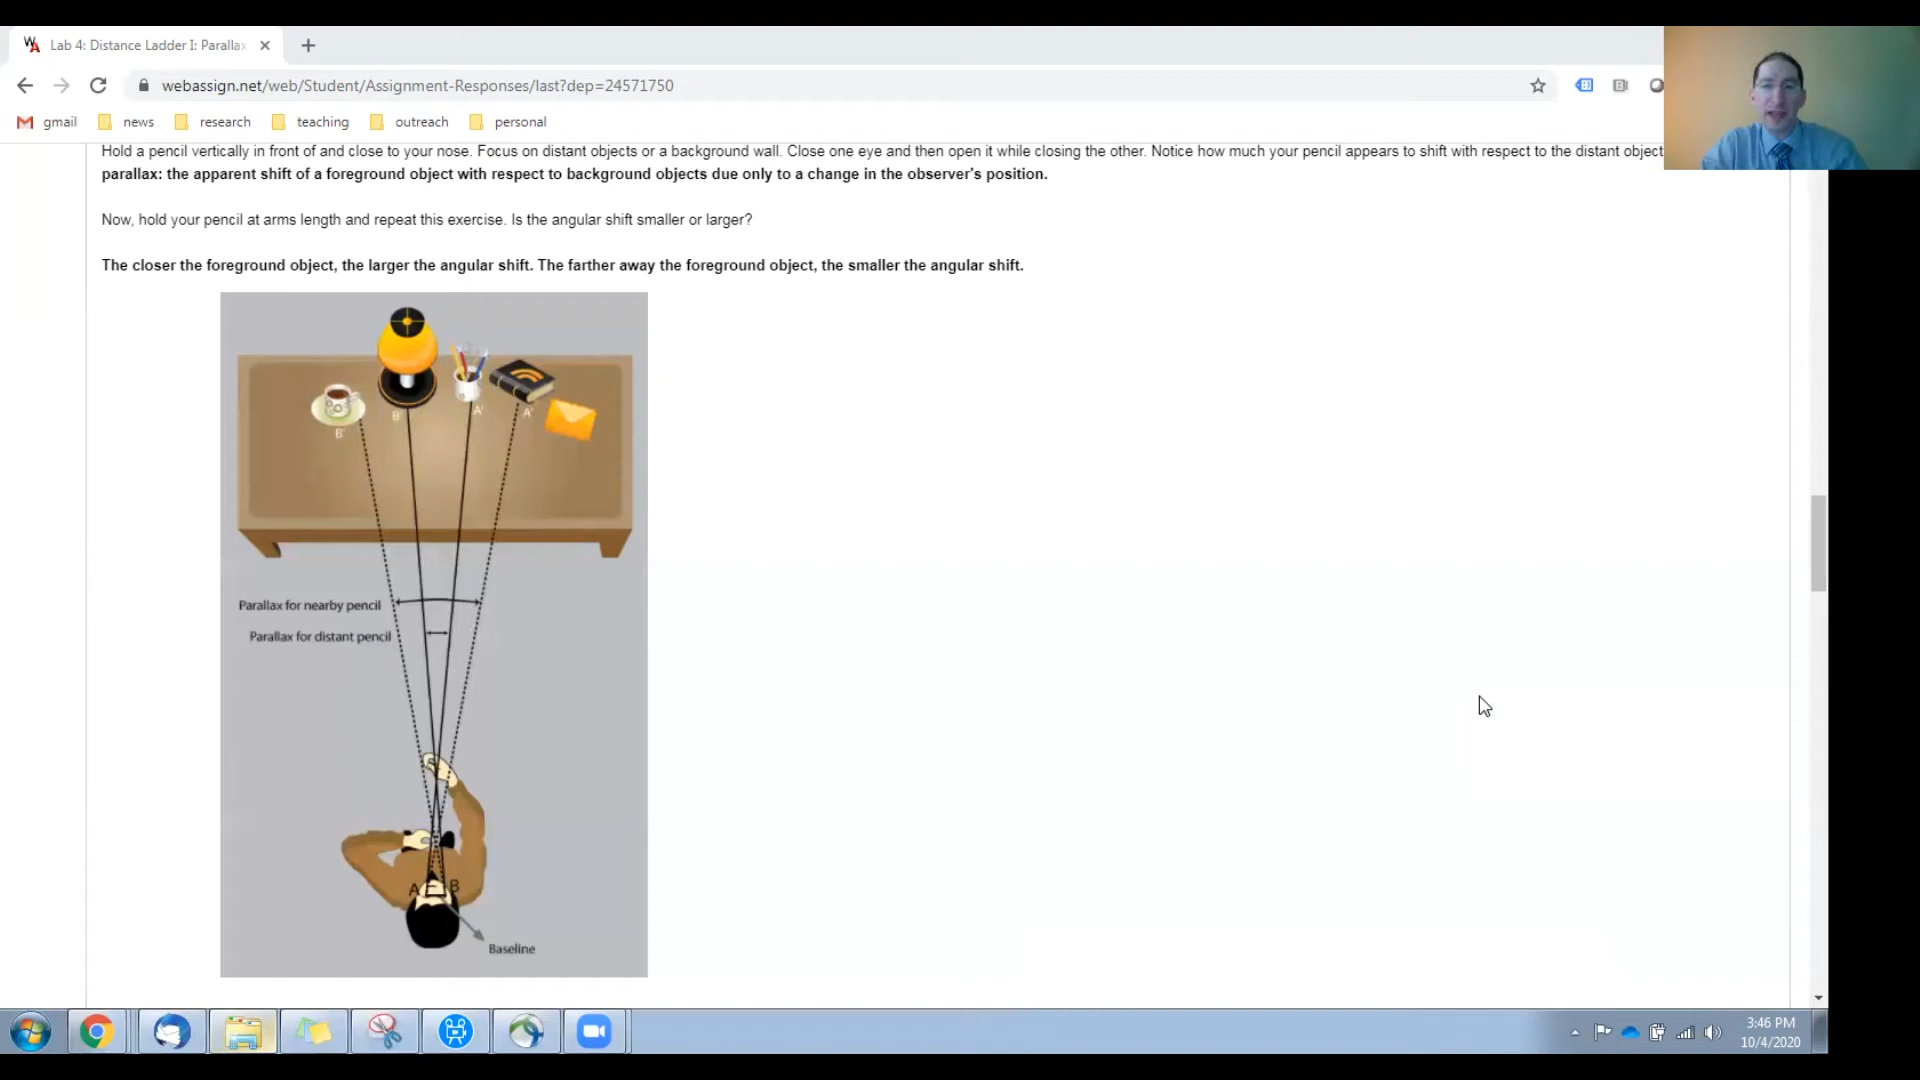 Lab 4: Distance Ladder I: Paralla
webassign.net/web/Student/Assignment-Responses/last?dep=24571750
gmail news research teaching outreach personal
Hold a pencil vertically in front of and close to your nose. Focus on distant objects or a background wall. Close one eye and then open it while closing the other. Notice how much your pencil appears to shift with respect to the distant object
parallax: the apparent shift of a foreground object with respect to background objects due only to a change in the observer's position.
Now, hold your pencil at arms length and repeat this exercise. Is the angular shift smaller or larger?
The closer the foreground object, the larger the angular shift. The farther away the foreground object, the smaller the angular shift.
B' B' A' A'
Parallax for nearby pencil
Parallax for distant pencil
A B
Baseline
3:46 PM
10/4/2020